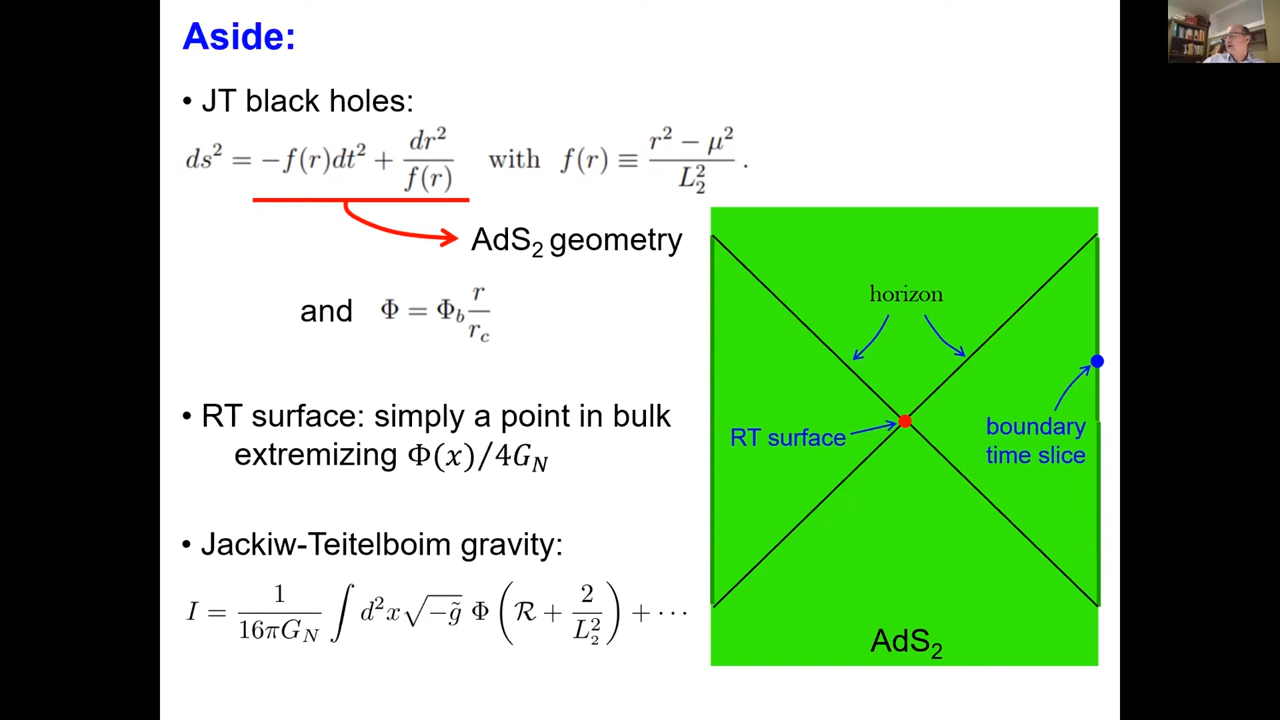 Aside:
• JT black holes:
ds² = −f(r)dt² + dr²/f(r) with f(r) ≡ (r² − μ²)/L₂² .
AdS₂ geometry
and Φ = Φ_b r/r_c
• RT surface: simply a point in bulk
extremizing Φ(x)/4G_N
• Jackiw-Teitelboim gravity:
I = 1/(16πG_N) ∫ d²x√−g̃ Φ (ℛ + 2/L₂²) + ⋯
horizon
RT surface
boundary
time slice
AdS₂